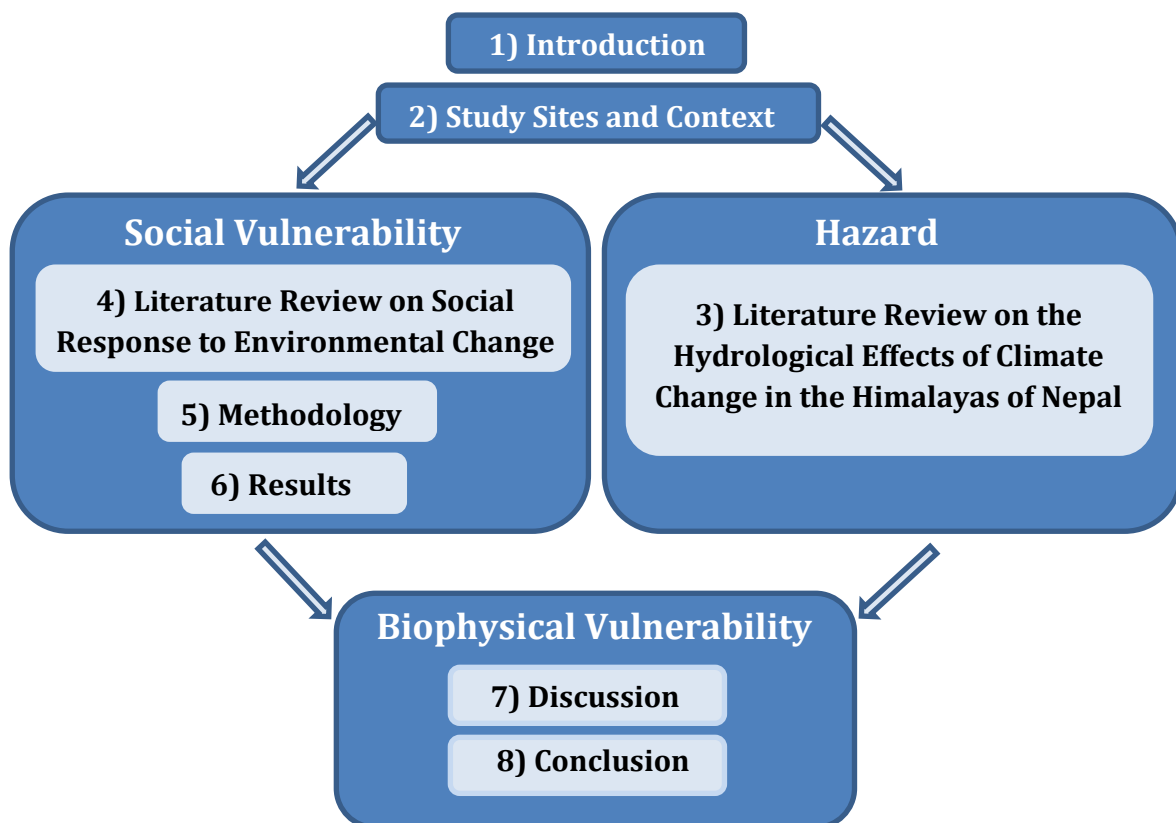 1) Introduction
2) Study Sites and Context
Social Vulnerability
4) Literature Review on Social
Response to Environmental Change
5) Methodology
6) Results
Hazard
3) Literature Review on the
Hydrological Effects of Climate
Change in the Himalayas of Nepal
Biophysical Vulnerability
7) Discussion
8) Conclusion